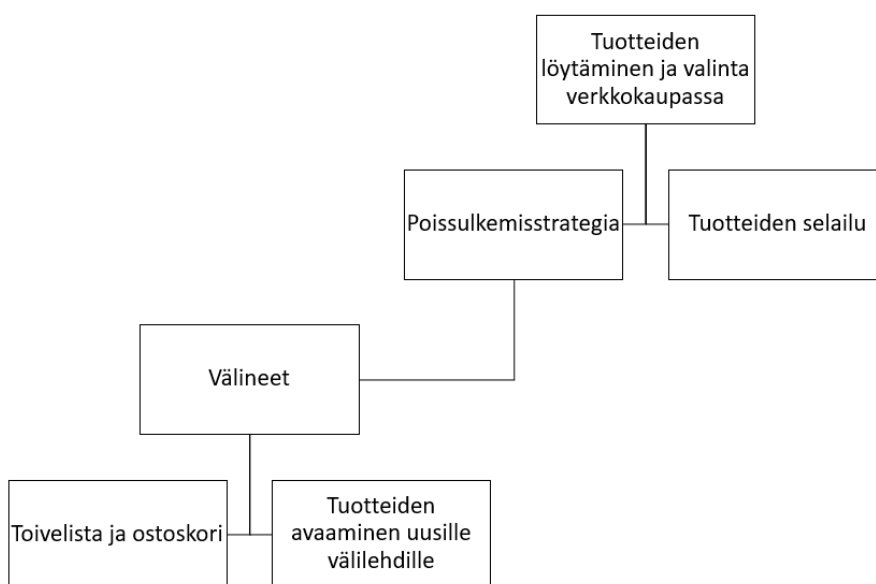 Tuotteiden
löytäminen ja valinta
verkkokaupassa
Poissulkemisstrategia
Tuotteiden selailu
Välineet
Toivelista ja ostoskori
Tuotteiden
avaaminen uusille
välilehdille